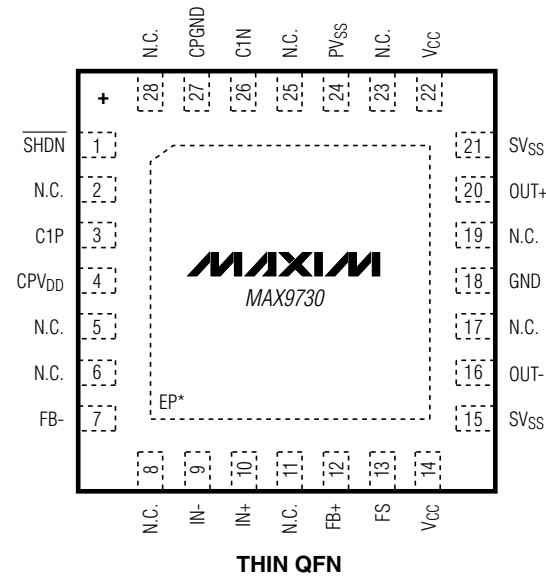 N.C. CPGND C1N N.C. PVSS N.C. VCC
28 27 26 25 24 23 22
+
SHDN 1
N.C. 2
C1P 3
CPVDD 4
N.C. 5
N.C. 6
FB- 7
21 SVSS
20 OUT+
19 N.C.
18 GND
17 N.C.
16 OUT-
15 SVSS
MAXIM
MAX9730
EP*
8 9 10 11 12 13 14
N.C. IN- IN+ N.C. FB+ FS VCC
THIN QFN